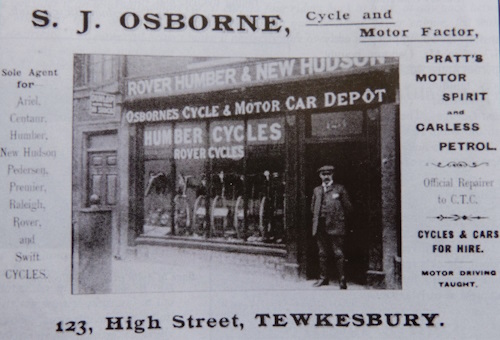 S. J. OSBORNE,
Cycle and
Motor Factor,
Sole Agent
for
Ariel,
Centaur,
Humber,
New Hudson
Pedersen,
Premier,
Raleigh,
Rover,
and
Swift
CYCLES.
ROVER HUMBER & NEW HUDSON
OSBORNE'S CYCLE & MOTOR CAR DEPÔT
HUMBER CYCLES
ROVER CYCLES
PRATT'S
MOTOR
SPIRIT
and
CARLESS
PETROL.
Official Repairer
to C.T.C.
CYCLES & CARS
FOR HIRE.
MOTOR DRIVING
TAUGHT.
123, High Street, TEWKESBURY.